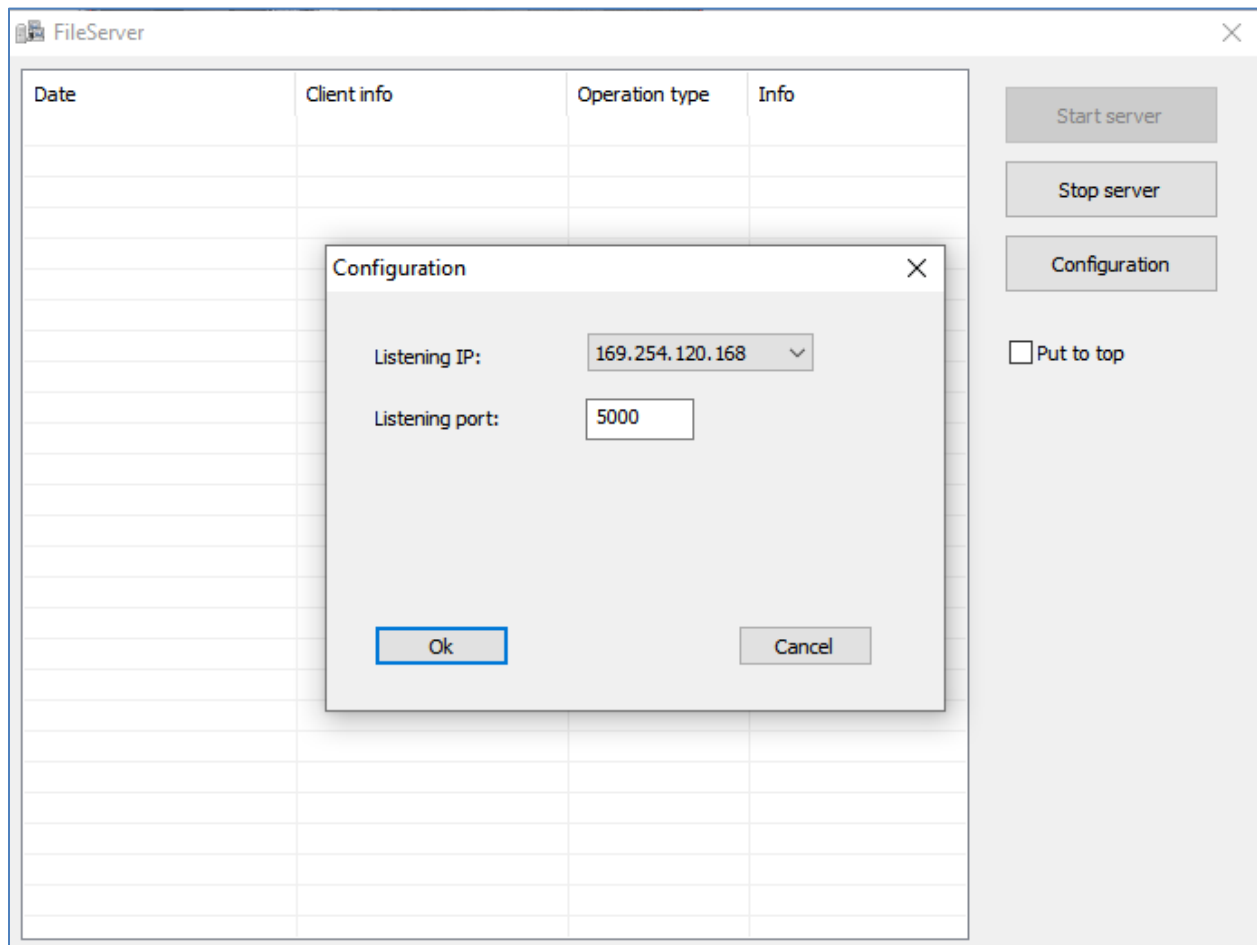 FileServer
Date Client info Operation type Info
Start server
Stop server
Configuration
Put to top
Configuration
Listening IP: 169.254.120.168
Listening port: 5000
Ok Cancel